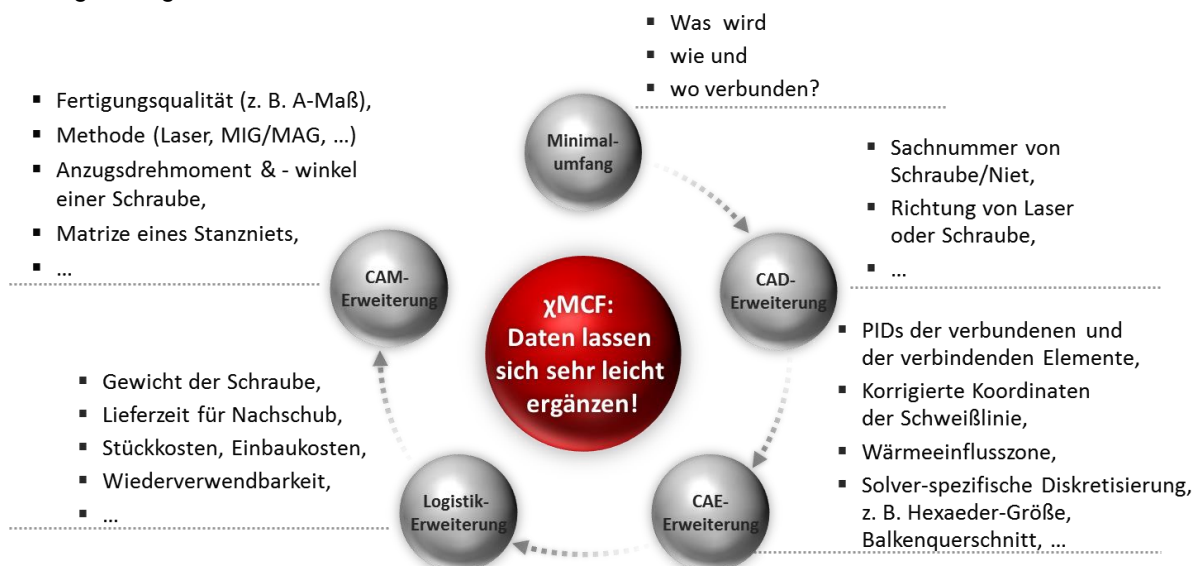 Was wird
wie und
wo verbunden?
Fertigungsqualität (z. B. A-Maß),
Methode (Laser, MIG/MAG, …)
Anzugsdrehmoment & - winkel
einer Schraube,
Matrize eines Stanzniets,
…
Minimal-
umfang
Sachnummer von
Schraube/Niet,
Richtung von Laser
oder Schraube,
…
CAM-
Erweiterung
CAD-
Erweiterung
χMCF:
Daten lassen
sich sehr leicht
ergänzen!
PIDs der verbundenen und
der verbindenden Elemente,
Korrigierte Koordinaten
der Schweißlinie,
Wärmeeinflusszone,
Solver-spezifische Diskretisierung,
z. B. Hexaeder-Größe,
Balkenquerschnitt, …
Gewicht der Schraube,
Lieferzeit für Nachschub,
Stückkosten, Einbaukosten,
Wiederverwendbarkeit,
…
Logistik-
Erweiterung
CAE-
Erweiterung